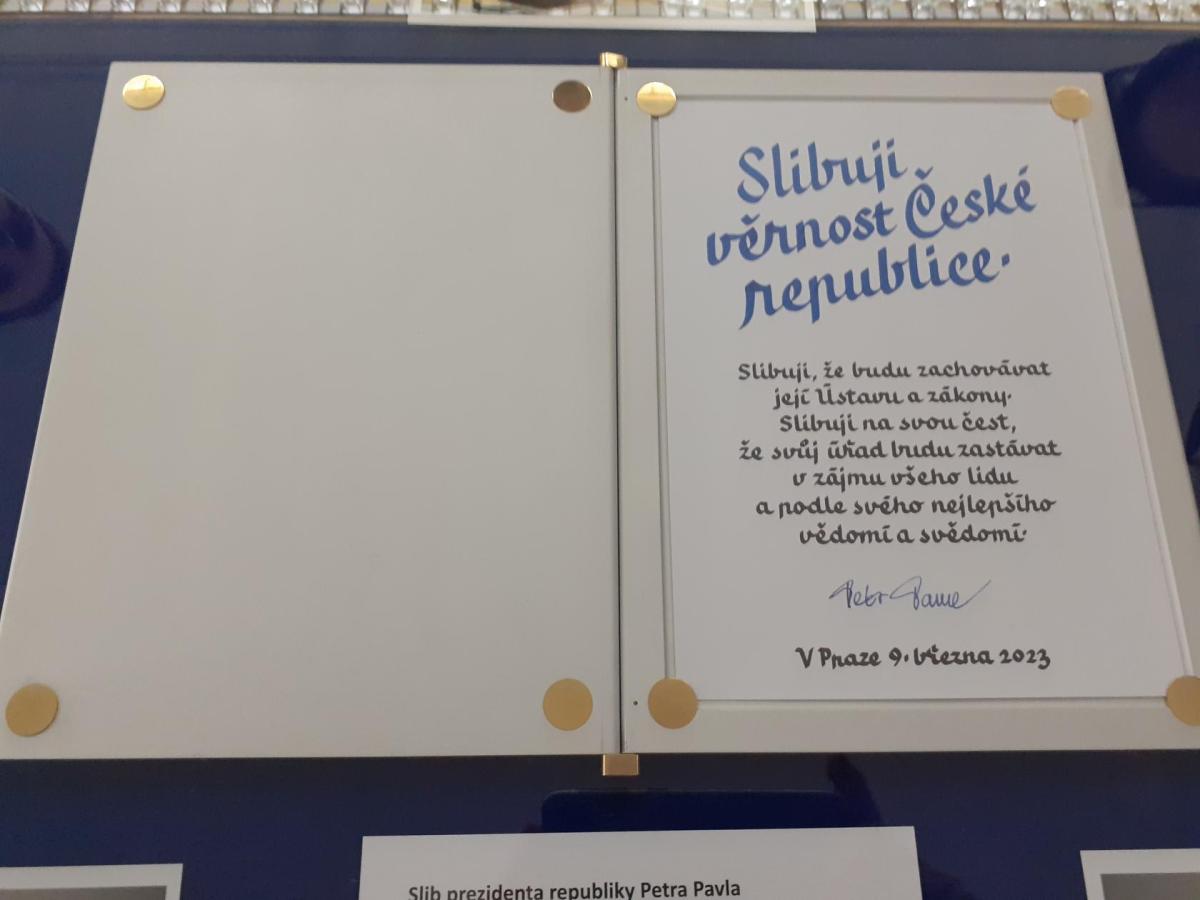 Slibuji
věrnost České
republice.
Slibuji, že budu zachovávat
její Ústavu a zákony.
Slibuji na svou čest,
že svůj úřad budu zastávat
v zájmu všeho lidu
a podle svého nejlepšího
vědomí a svědomí.
Petr Pavel
V Praze 9. března 2023
Slib prezidenta republiky Petra Pavla